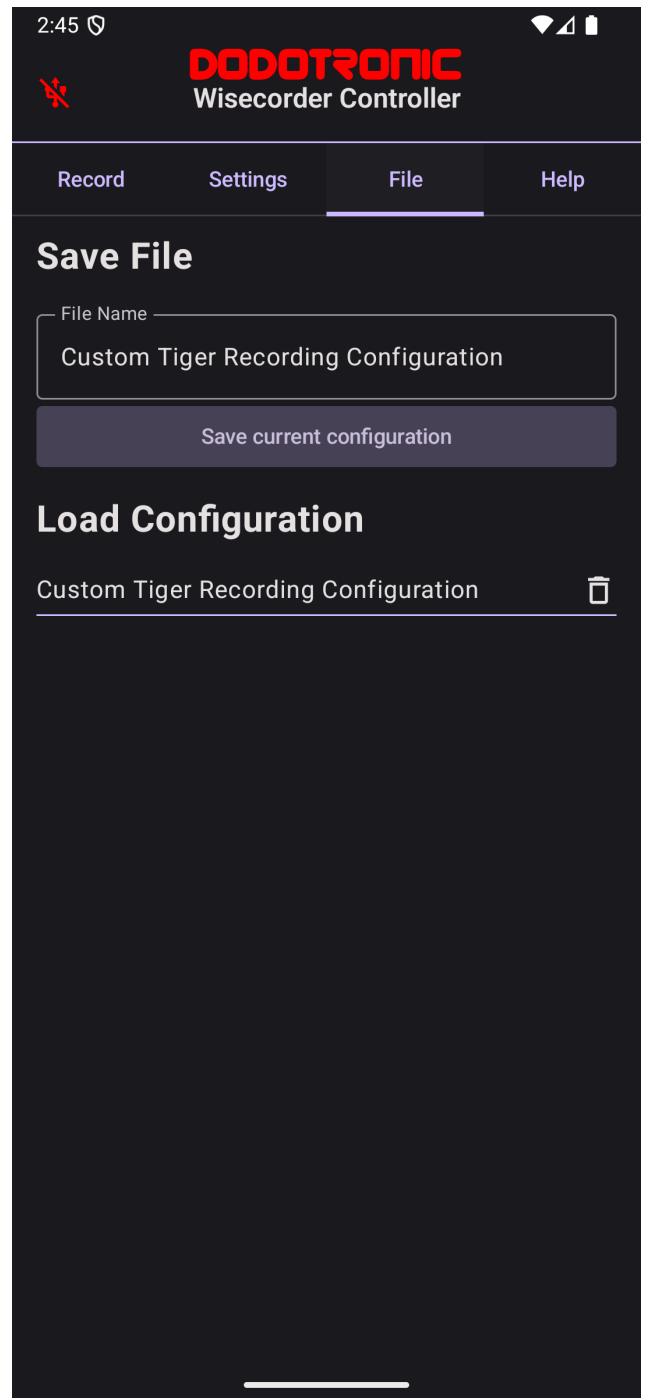 2:45
DODOTRONIC
Wisecorder Controller
Record Settings File Help
Save File
File Name
Custom Tiger Recording Configuration
Save current configuration
Load Configuration
Custom Tiger Recording Configuration